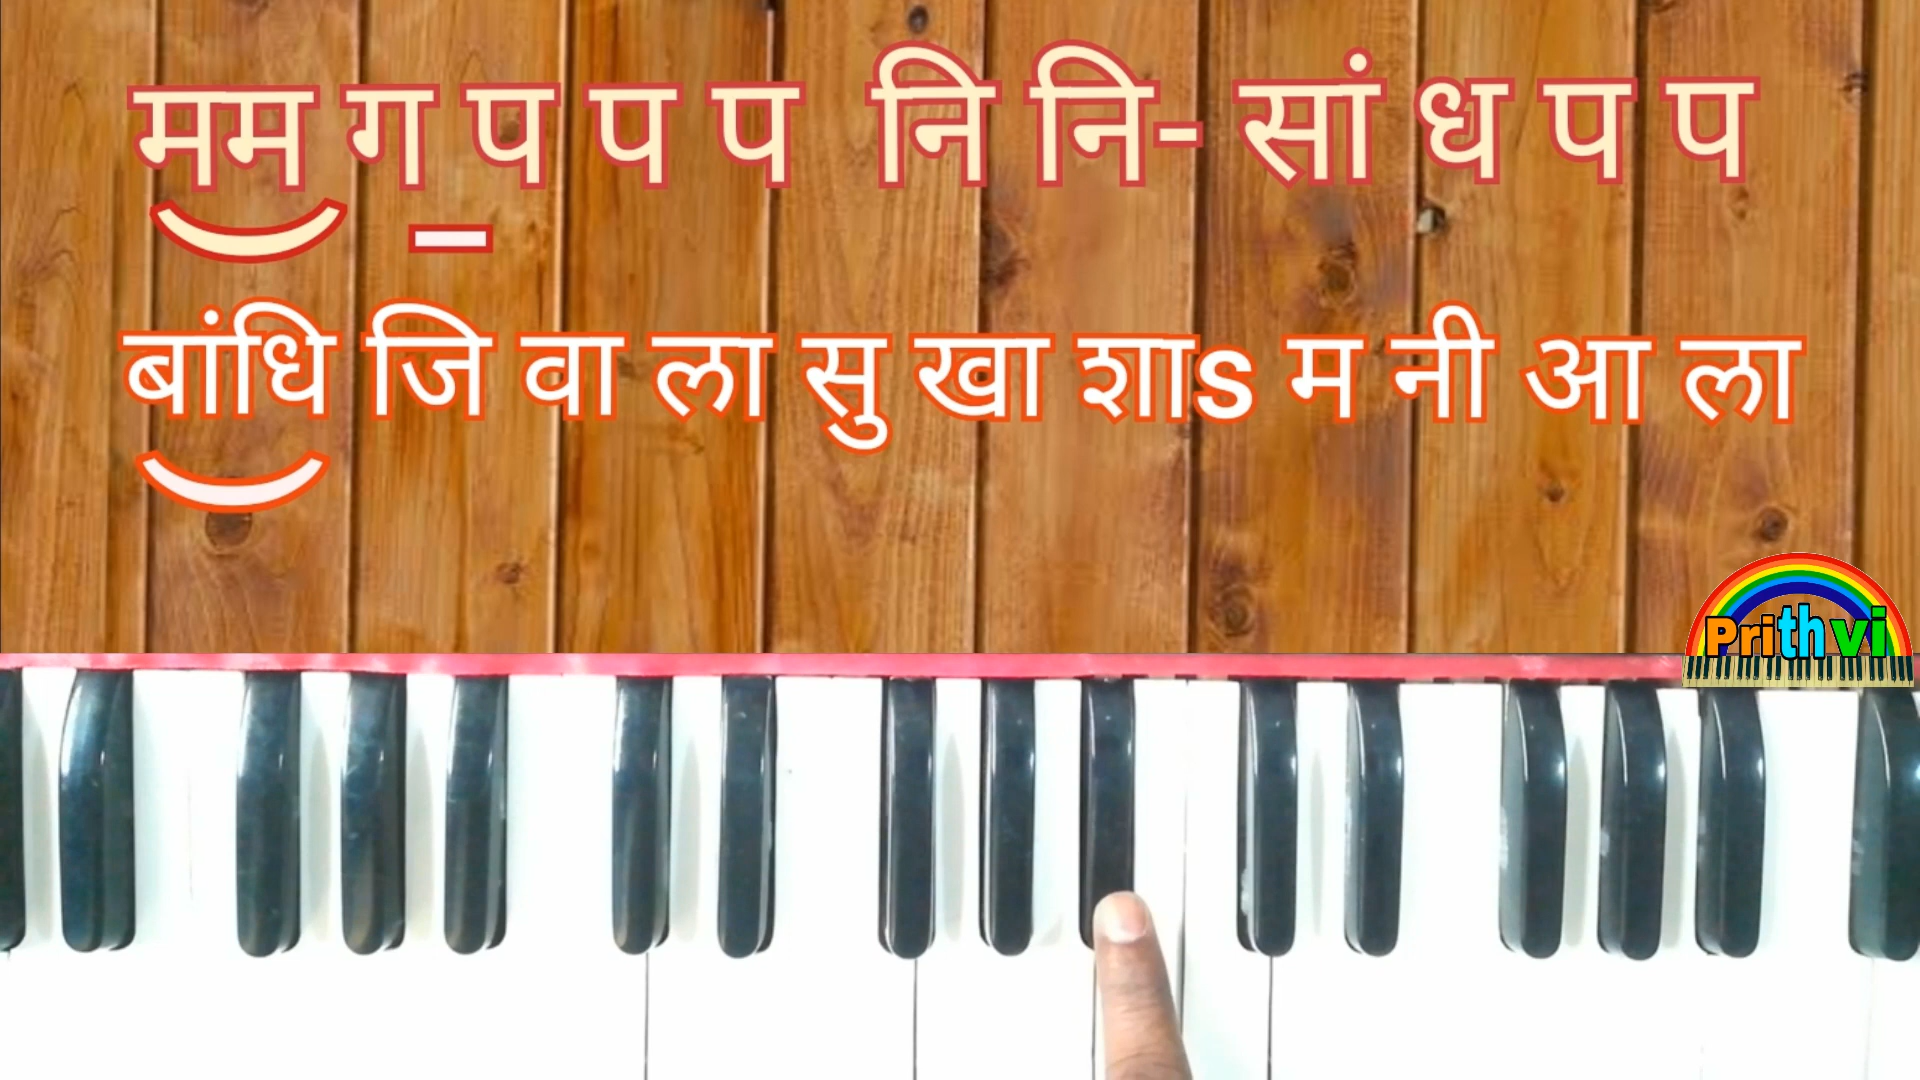 मम ग प प प नि नि- सां ध प प
बांधि जि वा ला सु खा शाs म नी आ ला
Prithvi